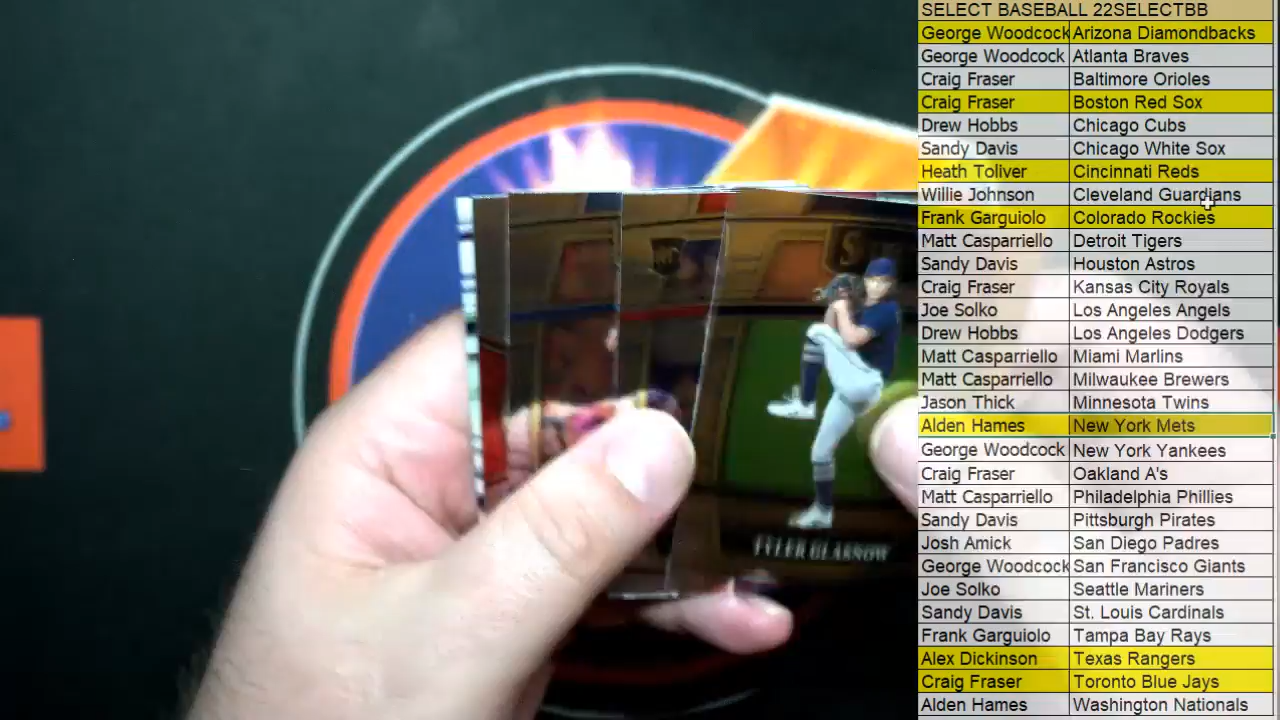 SELECT BASEBALL 22SELECTBB
George Woodcock Arizona Diamondbacks
George Woodcock Atlanta Braves
Craig Fraser Baltimore Orioles
Craig Fraser Boston Red Sox
Drew Hobbs Chicago Cubs
Sandy Davis Chicago White Sox
Heath Toliver Cincinnati Reds
Willie Johnson Cleveland Guardians
Frank Garguiolo Colorado Rockies
Matt Casparriello Detroit Tigers
Sandy Davis Houston Astros
Craig Fraser Kansas City Royals
Joe Solko Los Angeles Angels
Drew Hobbs Los Angeles Dodgers
Matt Casparriello Miami Marlins
Matt Casparriello Milwaukee Brewers
Jason Thick Minnesota Twins
Alden Hames New York Mets
George Woodcock New York Yankees
Craig Fraser Oakland A's
Matt Casparriello Philadelphia Phillies
Sandy Davis Pittsburgh Pirates
Josh Amick San Diego Padres
George Woodcock San Francisco Giants
Joe Solko Seattle Mariners
Sandy Davis St. Louis Cardinals
Frank Garguiolo Tampa Bay Rays
Alex Dickinson Texas Rangers
Craig Fraser Toronto Blue Jays
Alden Hames Washington Nationals
TYLER GLASNOW